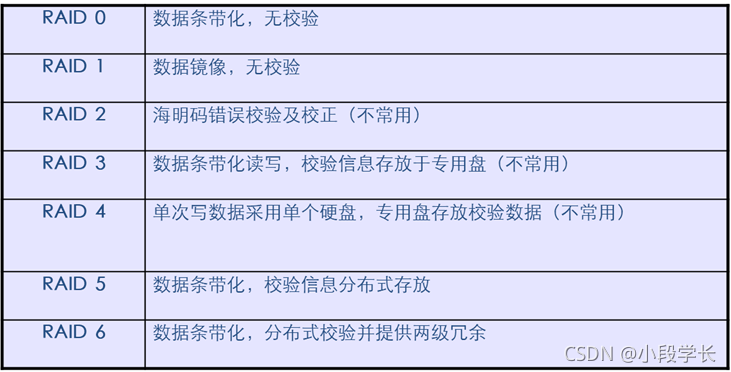 RAID 0 数据条带化，无校验
RAID 1 数据镜像，无校验
RAID 2 海明码错误校验及校正（不常用）
RAID 3 数据条带化读写，校验信息存放于专用盘（不常用）
RAID 4 单次写数据采用单个硬盘，专用盘存放校验数据（不常用）
RAID 5 数据条带化，校验信息分布式存放
RAID 6 数据条带化，分布式校验并提供两级冗余
CSDN @小段学长